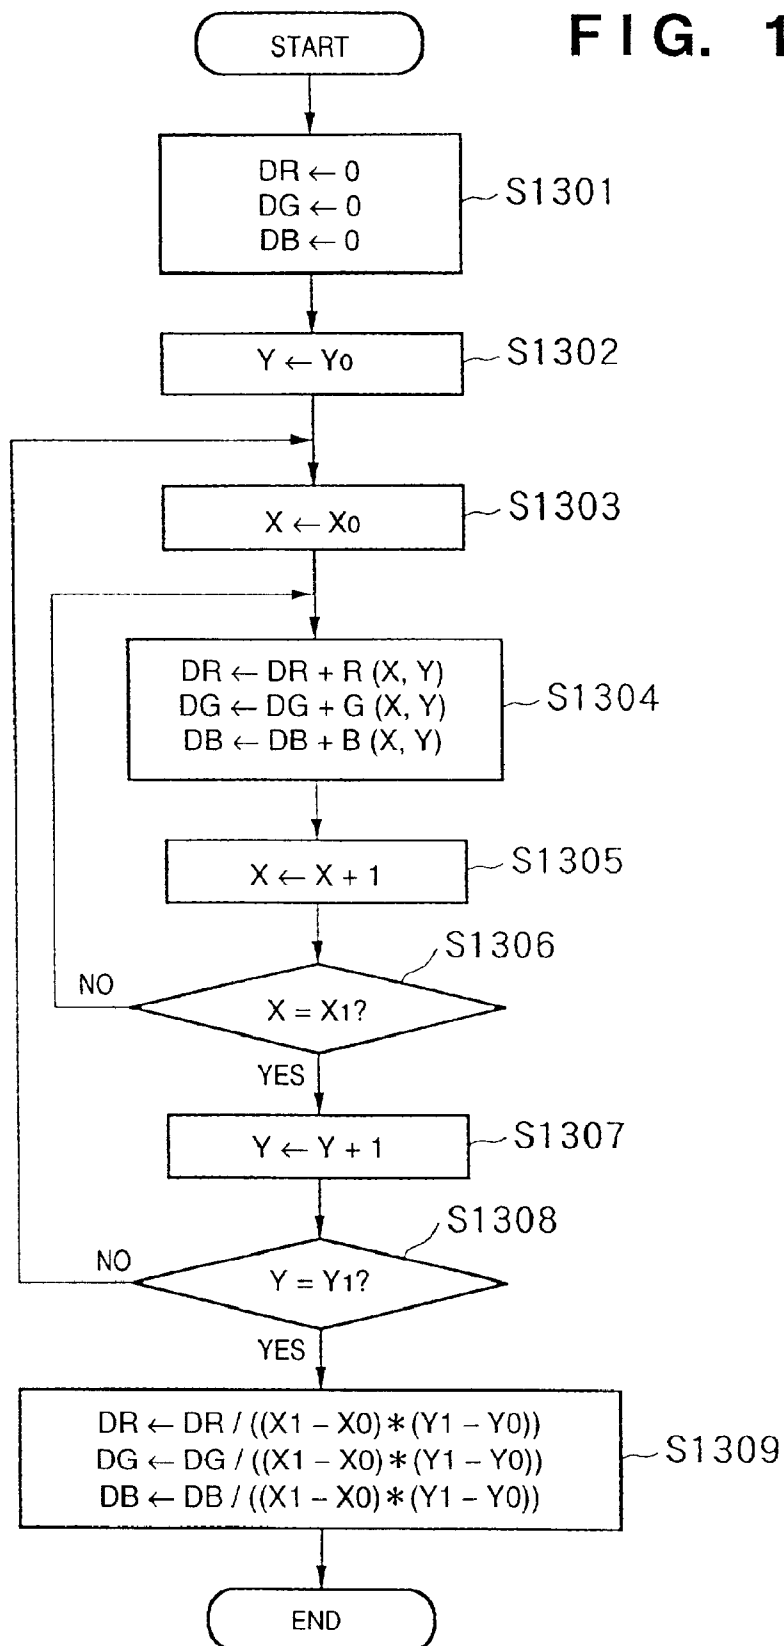 FIG. 1
START
DR ← 0
DG ← 0
DB ← 0
S1301
Y ← Y0
S1302
X ← X0
S1303
DR ← DR + R (X, Y)
DG ← DG + G (X, Y)
DB ← DB + B (X, Y)
S1304
X ← X + 1
S1305
S1306
NO
X = X1?
YES
Y ← Y + 1
S1307
S1308
NO
Y = Y1?
YES
DR ← DR / ((X1 – X0) * (Y1 – Y0))
DG ← DG / ((X1 – X0) * (Y1 – Y0))
DB ← DB / ((X1 – X0) * (Y1 – Y0))
S1309
END